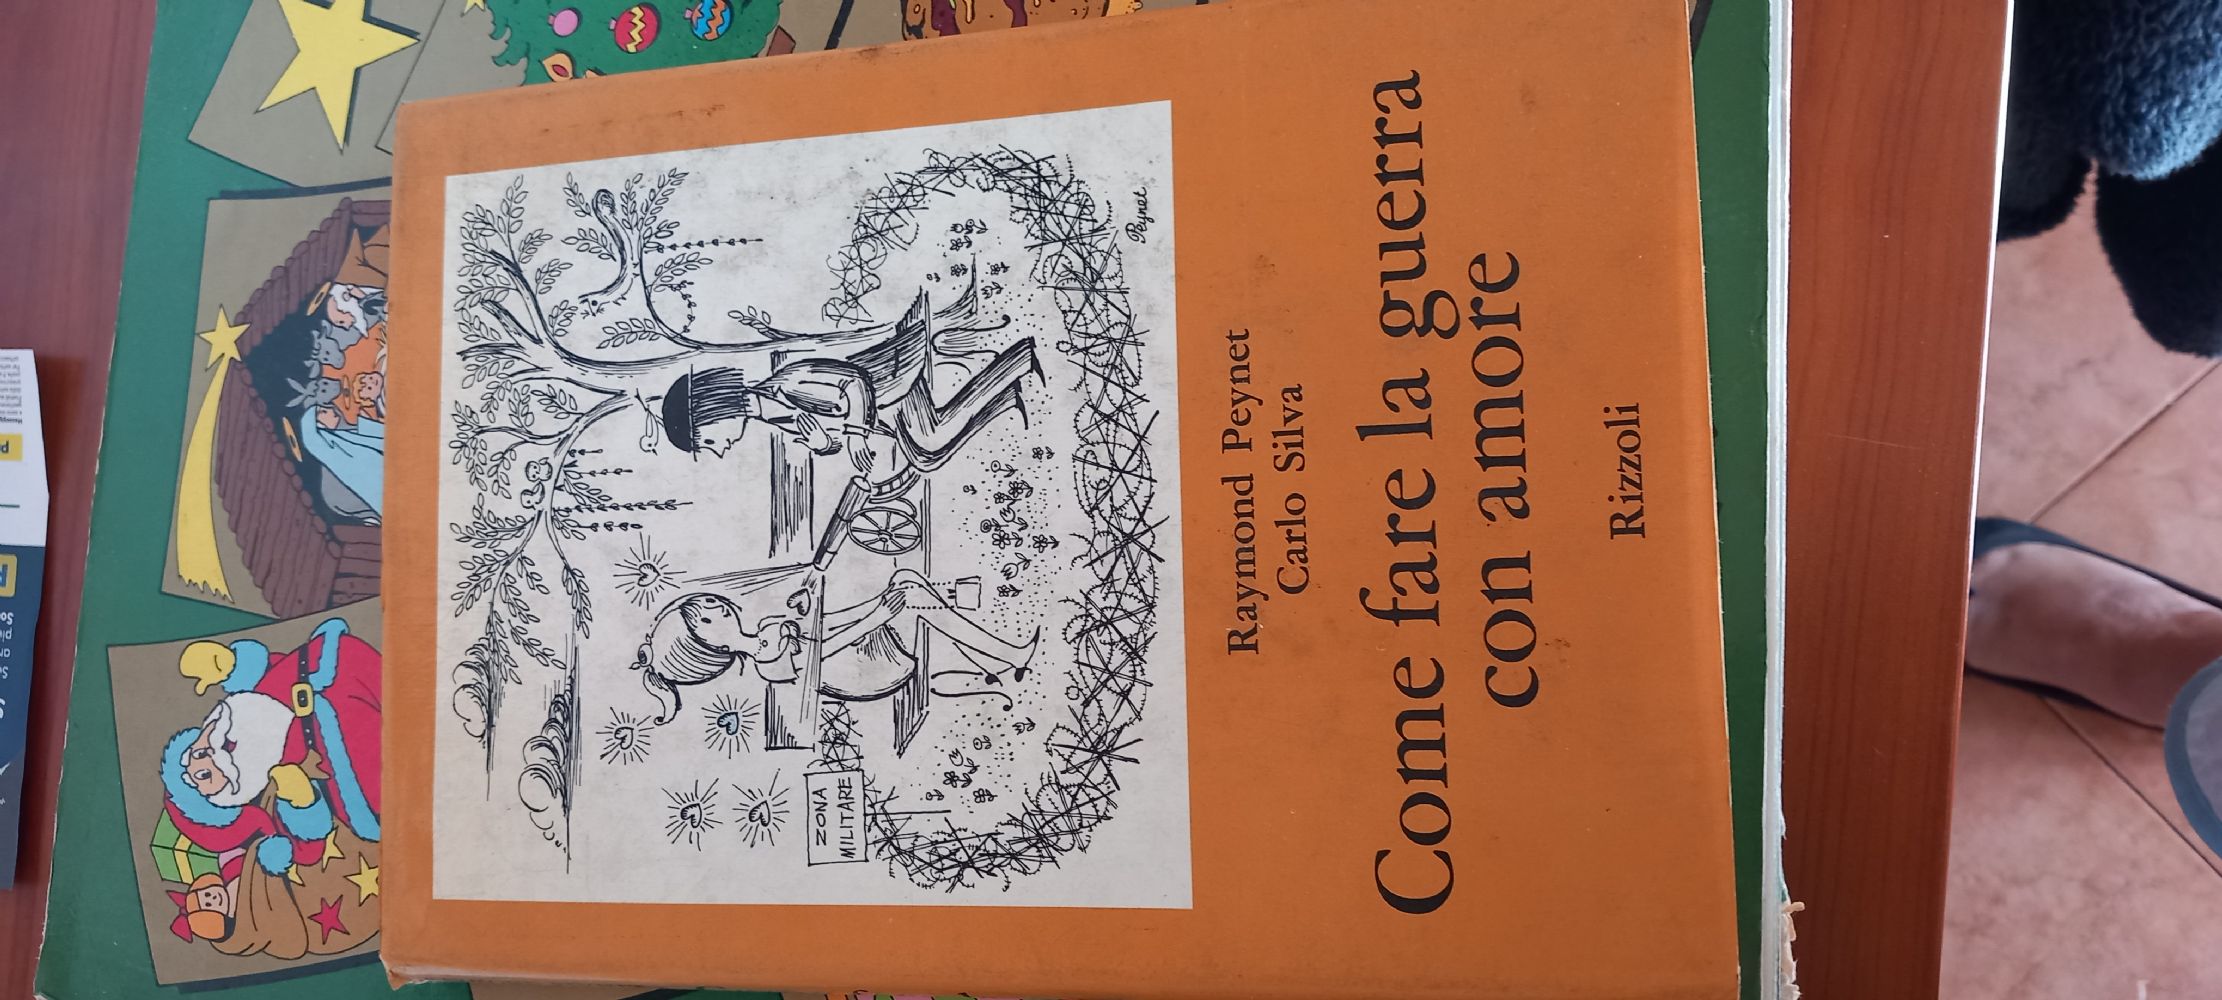 ZONA
MILITARE
Peynet
Raymond Peynet
Carlo Silva
Come fare la guerra
con amore
Rizzoli